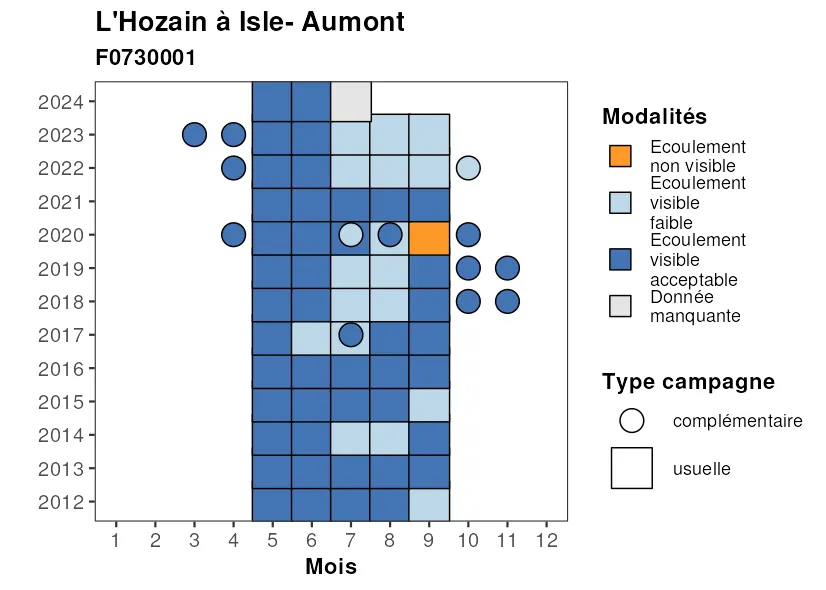 L'Hozain à Isle- Aumont
F0730001
2024
2023
2022
2021
2020
2019
2018
2017
2016
2015
2014
2013
2012
1 2 3 4 5 6 7 8 9 10 11 12
Mois
Modalités
Ecoulement
non visible
Ecoulement
visible
faible
Ecoulement
visible
acceptable
Donnée
manquante
Type campagne
complémentaire
usuelle